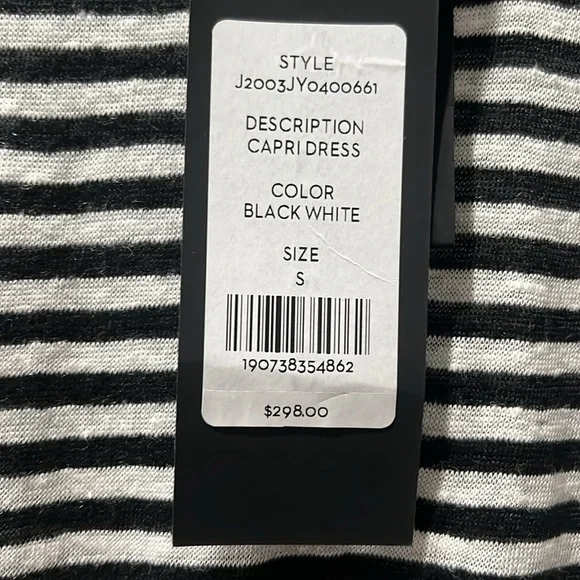 STYLE
J2003JY0400661
DESCRIPTION
CAPRI DRESS
COLOR
BLACK WHITE
SIZE
S
190738354862
$298.00